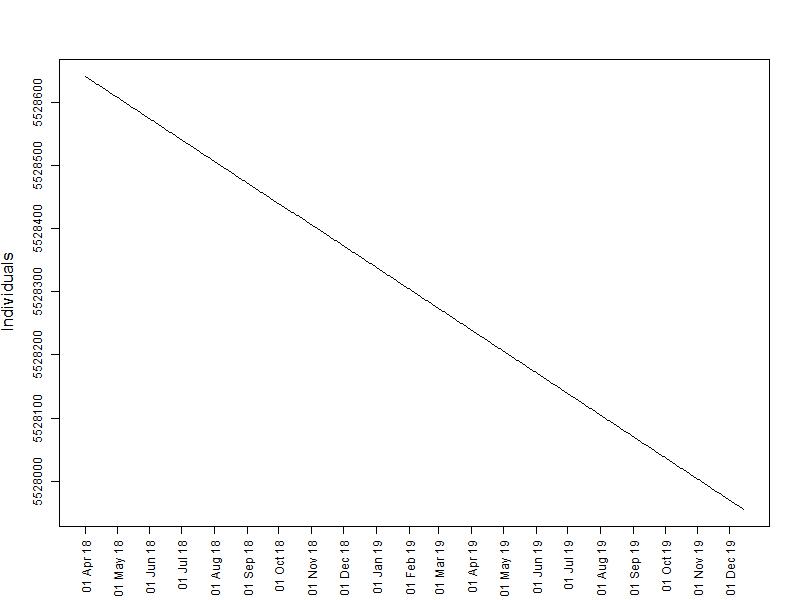 Individuals
5528600
5528500
5528400
5528300
5528200
5528100
5528000
01 Apr 18
01 May 18
01 Jun 18
01 Jul 18
01 Aug 18
01 Sep 18
01 Oct 18
01 Nov 18
01 Dec 18
01 Jan 19
01 Feb 19
01 Mar 19
01 Apr 19
01 May 19
01 Jun 19
01 Jul 19
01 Aug 19
01 Sep 19
01 Oct 19
01 Nov 19
01 Dec 19